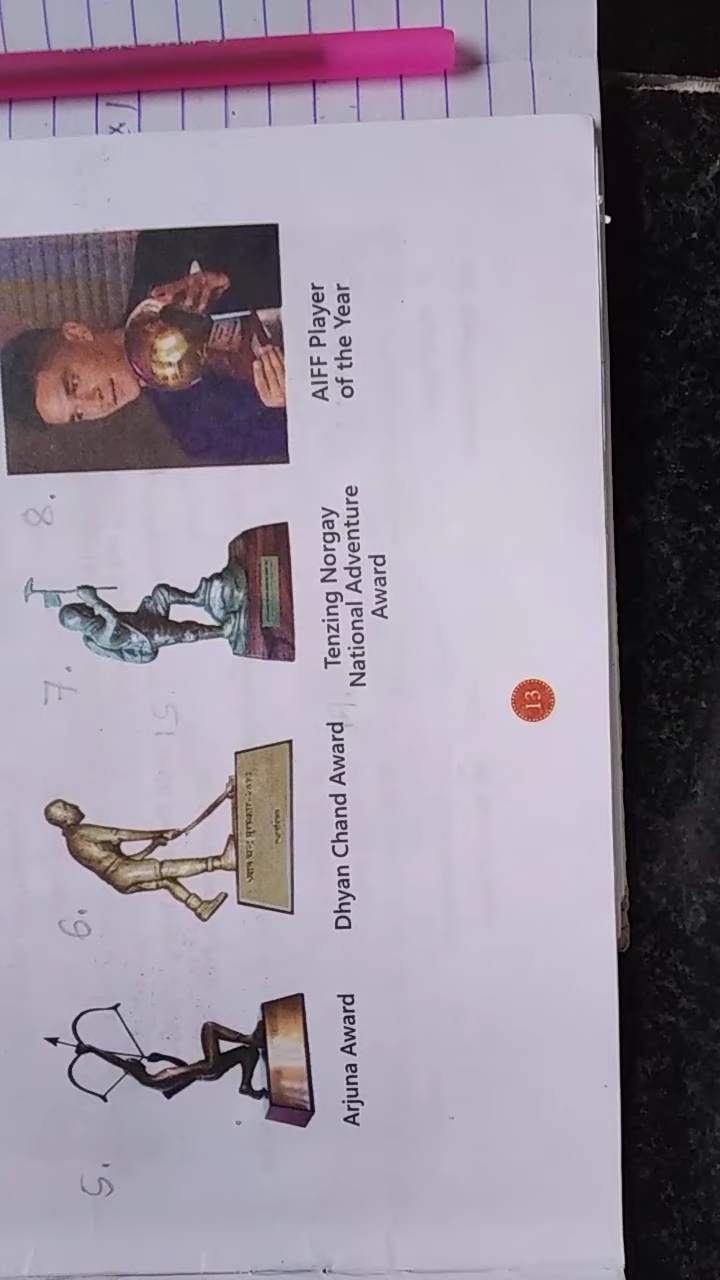 5.
Arjuna Award
6.
Dhyan Chand Award
7.
Tenzing Norgay
National Adventure
Award
8.
AIFF Player
of the Year
13